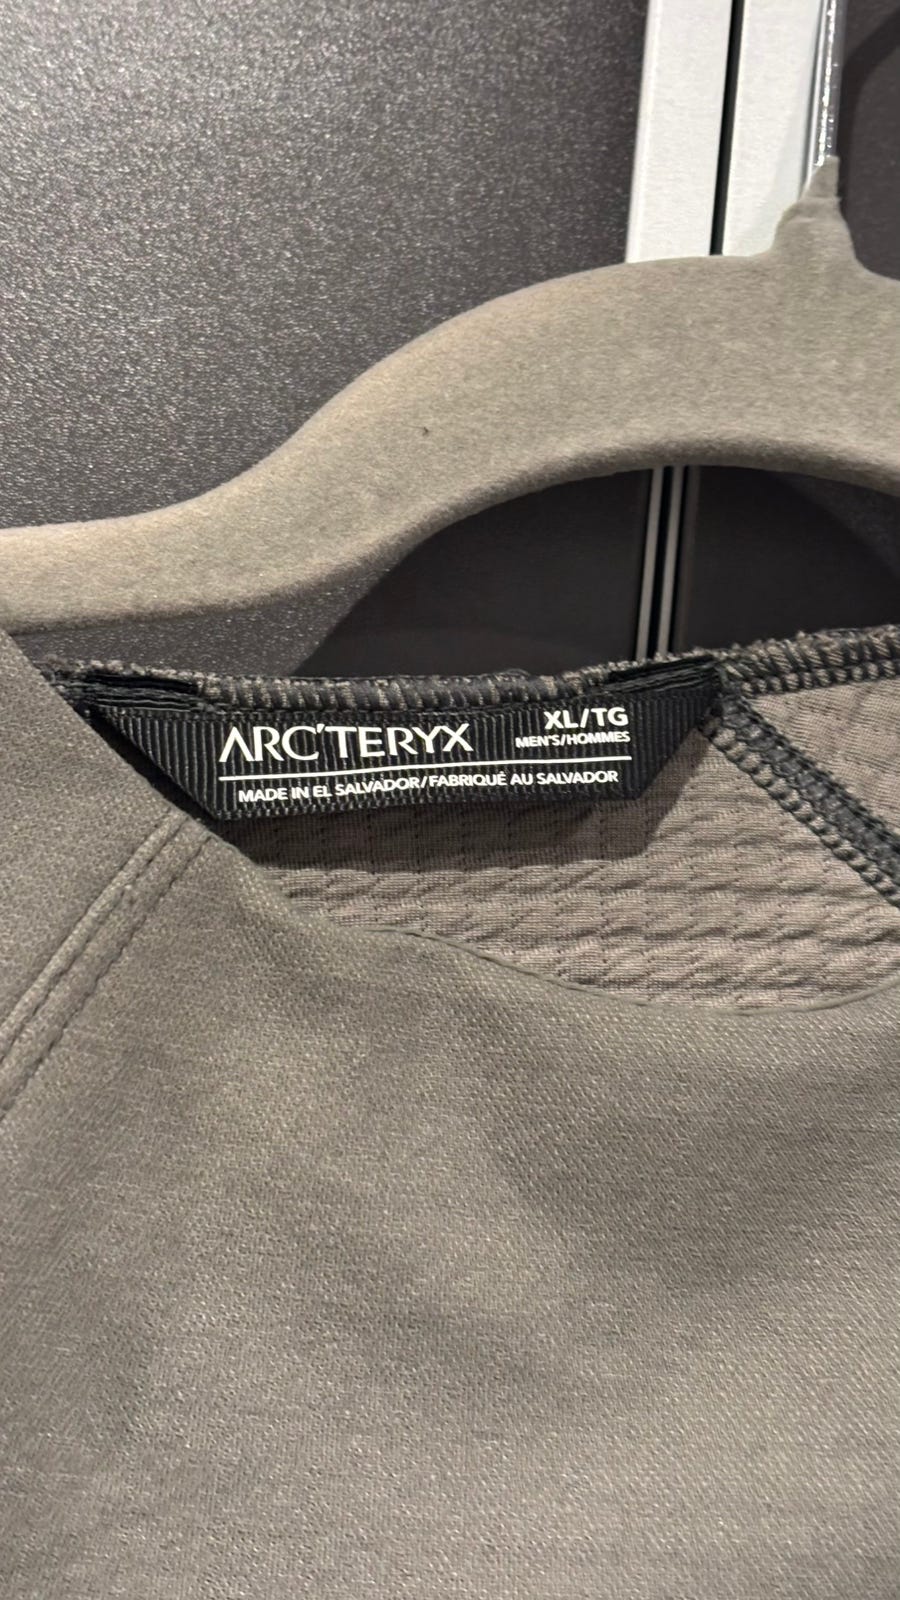 ARC'TERYX
XL/TG
MEN'S/HOMMES
MADE IN EL SALVADOR/FABRIQUÉ AU SALVADOR